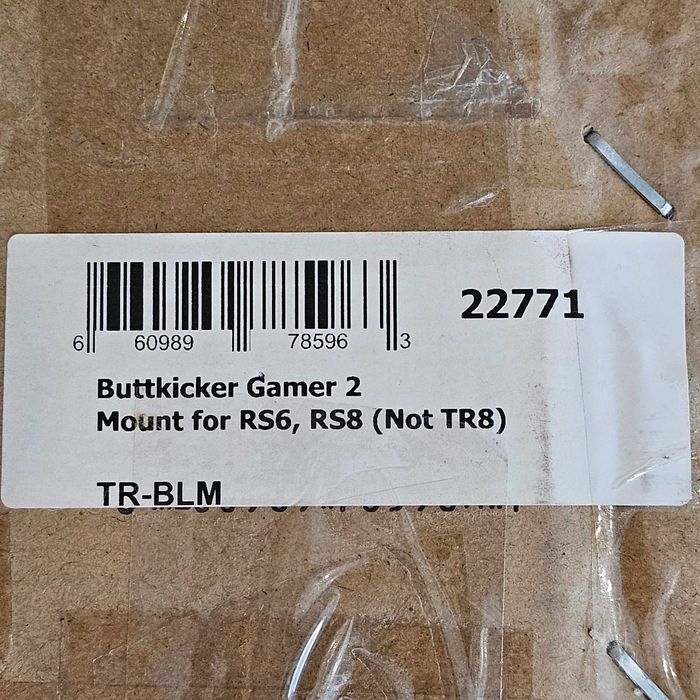 22771
6 60989 78596 3
Buttkicker Gamer 2
Mount for RS6, RS8 (Not TR8)
TR-BLM